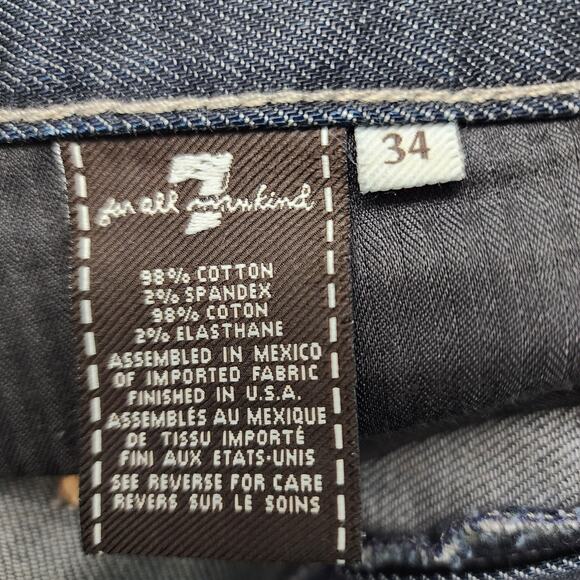 7
for all mankind
34
98% COTTON
2% SPANDEX
98% COTON
2% ELASTHANE
ASSEMBLED IN MEXICO
OF IMPORTED FABRIC
FINISHED IN U.S.A.
ASSEMBLÉS AU MEXIQUE
DE TISSU IMPORTÉ
FINI AUX ETATS-UNIS
SEE REVERSE FOR CARE
REVERS SUR LE SOINS